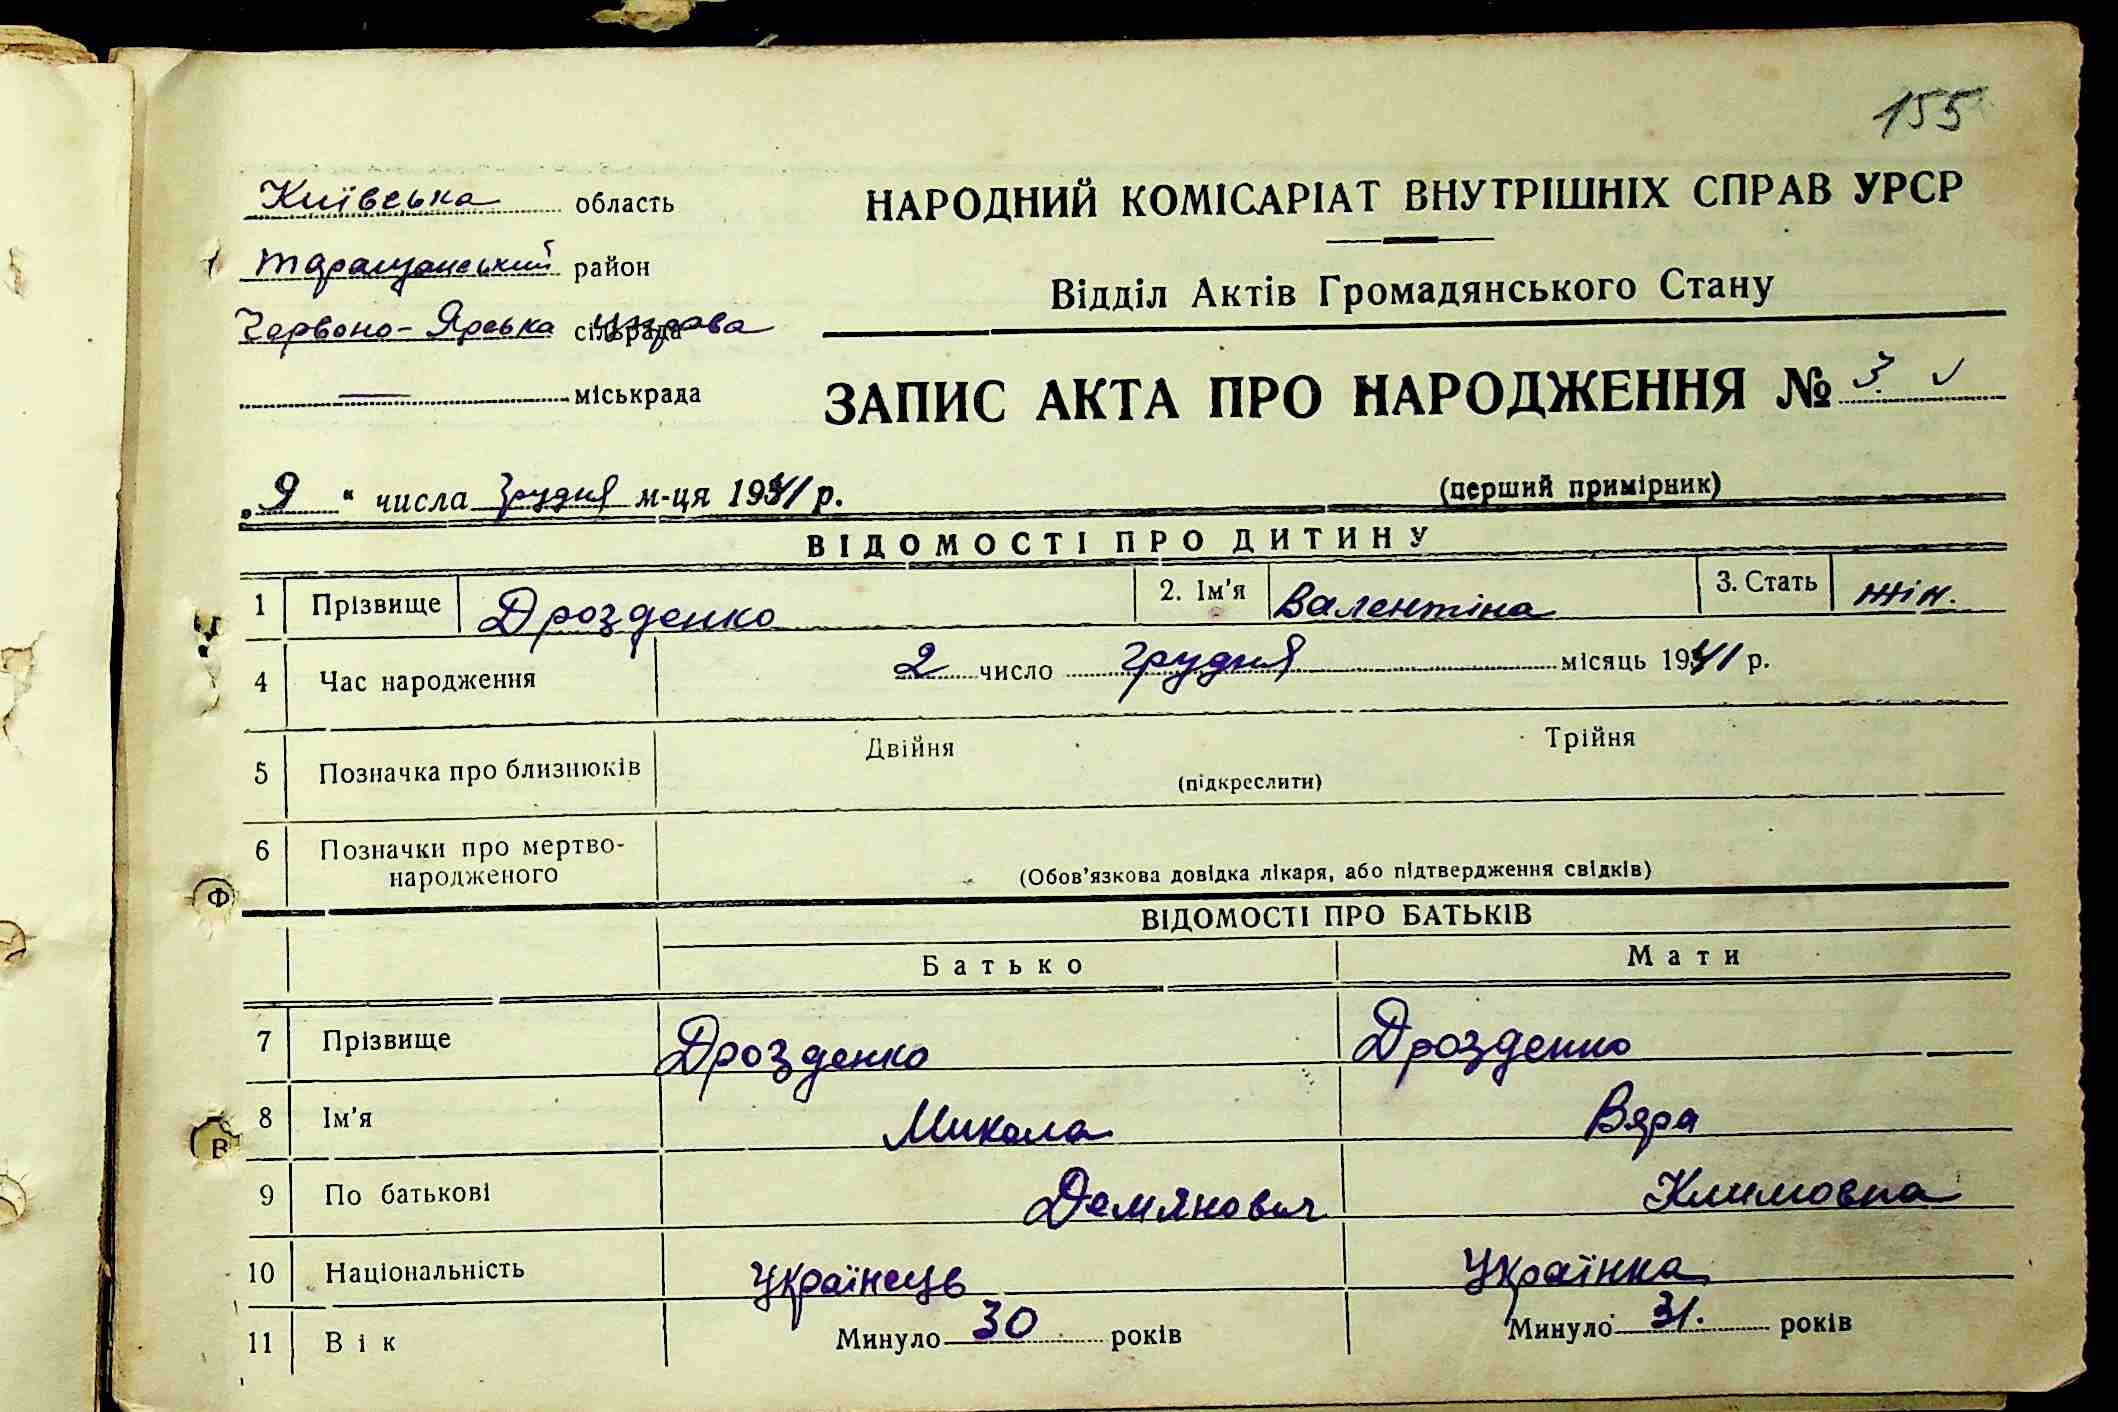 155
Київська область
НАРОДНИЙ КОМІСАРІАТ ВНУТРІШНІХ СПРАВ УРСР
Таращанський район
Відділ Актів Громадянського Стану
Червоно-Ярська сільрада Управа
— міськрада
ЗАПИС АКТА ПРО НАРОДЖЕННЯ № 3. ✓
„9“ числа грудня м-ця 1941 р.
(перший примірник)
ВІДОМОСТІ ПРО ДИТИНУ
1 Прізвище Дрозденко 2. Ім'я Валентіна 3. Стать жін.
4 Час народження 2 число грудня місяць 1941 р.
5 Позначка про близнюків Двійня Трійня
(підкреслити)
6 Позначки про мертво-
народженого (Обов'язкова довідка лікаря, або підтвердження свідків)
Ф
ВІДОМОСТІ ПРО БАТЬКІВ
Батько Мати
7 Прізвище Дрозденко Дрозденко
8 Ім'я Микола Вяра
В
9 По батькові Демянович Климовна
10 Національність Українець Українка
11 Вік Минуло 30 років Минуло 31. років